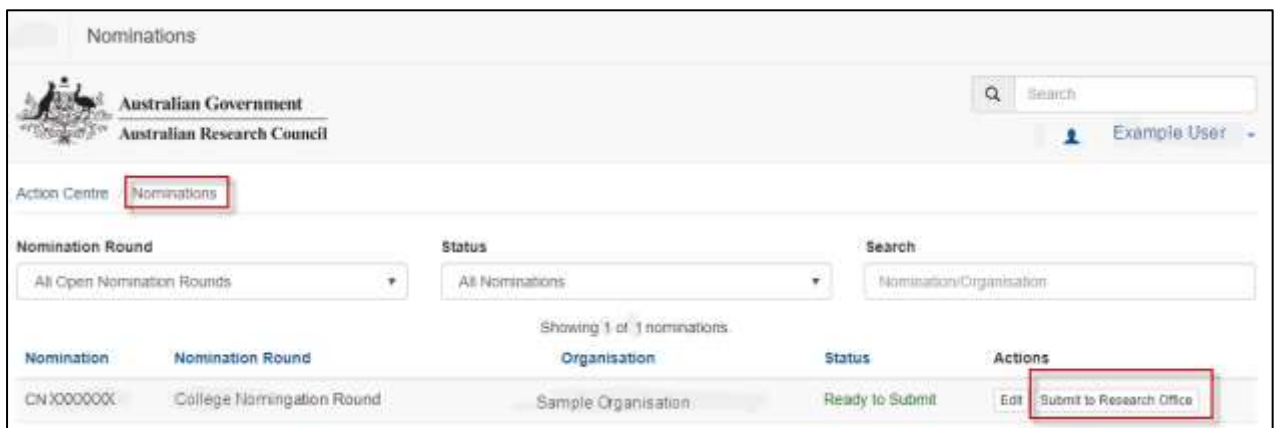 Nominations
Australian Government
Australian Research Council
Search
Example User
Action Centre / Nominations
Nomination Round Status Search
All Open Nomination Rounds All Nominations Nomination/Organisation
Showing 1 of 1 nominations.
Nomination Nomination Round Organisation Status Actions
CNXXXXXXX College Nomingation Round Sample Organisation Ready to Submit Edit Submit to Research Office